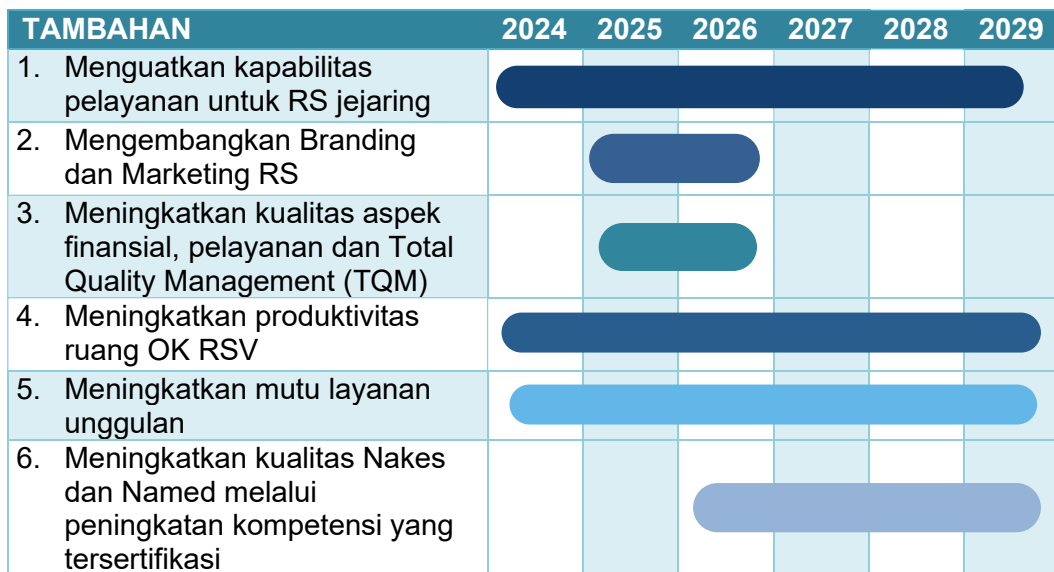 TAMBAHAN 2024 2025 2026 2027 2028 2029
1. Menguatkan kapabilitas
pelayanan untuk RS jejaring
2. Mengembangkan Branding
dan Marketing RS
3. Meningkatkan kualitas aspek
finansial, pelayanan dan Total
Quality Management (TQM)
4. Meningkatkan produktivitas
ruang OK RSV
5. Meningkatkan mutu layanan
unggulan
6. Meningkatkan kualitas Nakes
dan Named melalui
peningkatan kompetensi yang
tersertifikasi